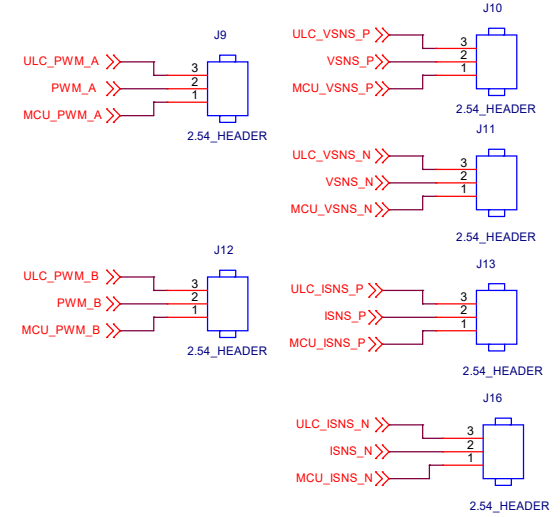 J9
ULC_PWM_A
3
PWM_A
2
MCU_PWM_A
1
2.54_HEADER
J10
ULC_VSNS_P
3
VSNS_P
2
MCU_VSNS_P
1
2.54_HEADER
J11
ULC_VSNS_N
3
VSNS_N
2
MCU_VSNS_N
1
2.54_HEADER
J12
ULC_PWM_B
3
PWM_B
2
MCU_PWM_B
1
2.54_HEADER
J13
ULC_ISNS_P
3
ISNS_P
2
MCU_ISNS_P
1
2.54_HEADER
J16
ULC_ISNS_N
3
ISNS_N
2
MCU_ISNS_N
1
2.54_HEADER